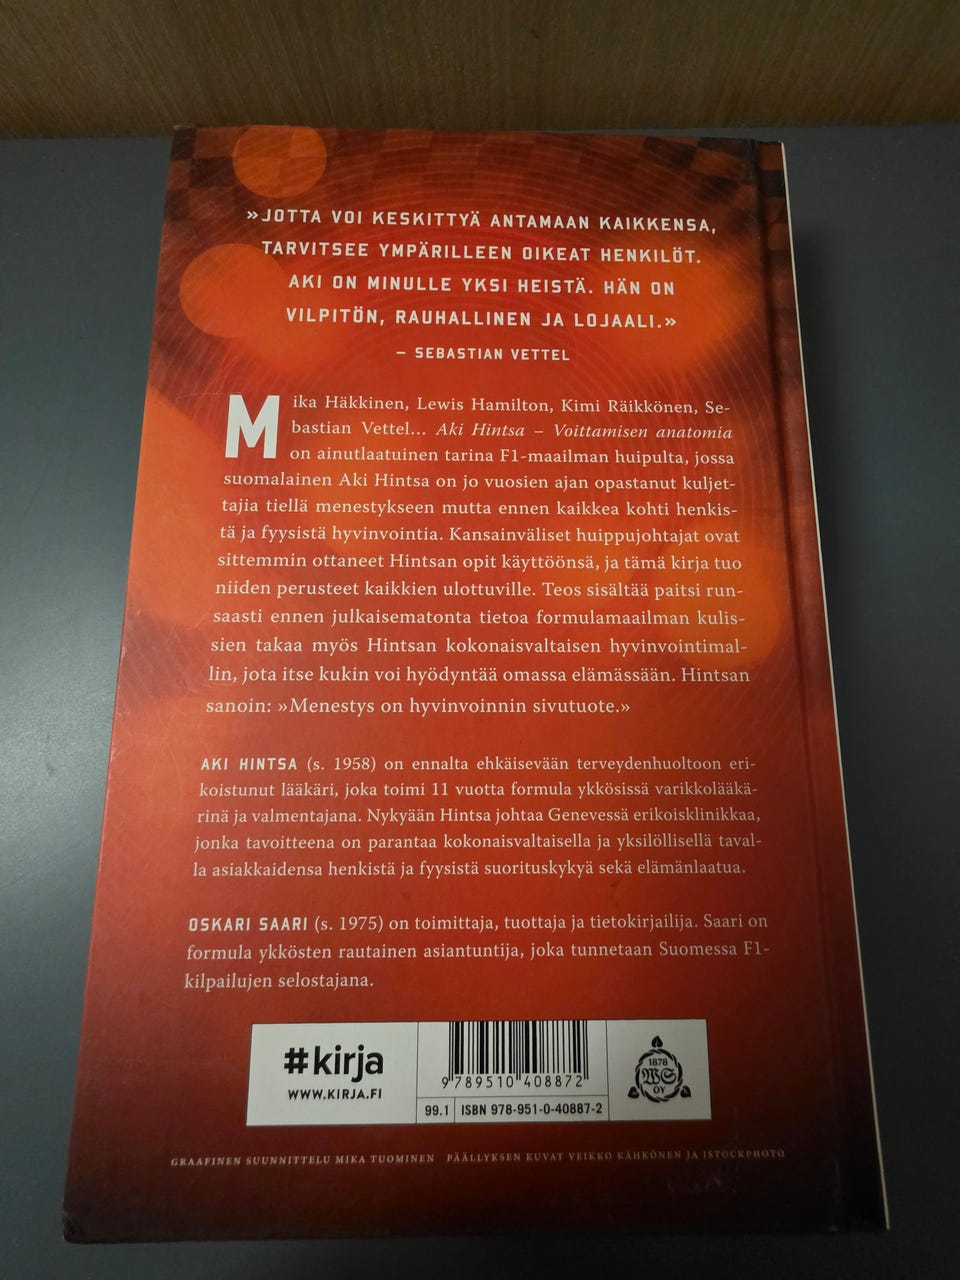 »JOTTA VOI KESKITTYÄ ANTAMAAN KAIKKENSA,
TARVITSEE YMPÄRILLEEN OIKEAT HENKILÖT.
AKI ON MINULLE YKSI HEISTÄ. HÄN ON
VILPITÖN, RAUHALLINEN JA LOJAALI.»
– SEBASTIAN VETTEL
Mika Häkkinen, Lewis Hamilton, Kimi Räikkönen, Se-
bastian Vettel... Aki Hintsa – Voittamisen anatomia
on ainutlaatuinen tarina F1-maailman huipulta, jossa
suomalainen Aki Hintsa on jo vuosien ajan opastanut kuljet-
tajia tiellä menestykseen mutta ennen kaikkea kohti henkis-
tä ja fyysistä hyvinvointia. Kansainväliset huippujohtajat ovat
sittemmin ottaneet Hintsan opit käyttöönsä, ja tämä kirja tuo
niiden perusteet kaikkien ulottuville. Teos sisältää paitsi run-
saasti ennen julkaisematonta tietoa formulamaailman kulis-
sien takaa myös Hintsan kokonaisvaltaisen hyvinvointimal-
lin, jota itse kukin voi hyödyntää omassa elämässään. Hintsan
sanoin: »Menestys on hyvinvoinnin sivutuote.»
AKI HINTSA (s. 1958) on ennalta ehkäisevään terveydenhuoltoon eri-
koistunut lääkäri, joka toimi 11 vuotta formula ykkösissä varikkolääkä-
rinä ja valmentajana. Nykyään Hintsa johtaa Genevessä erikoisklinikkaa,
jonka tavoitteena on parantaa kokonaisvaltaisella ja yksilöllisellä taval-
la asiakkaidensa henkistä ja fyysistä suorituskykyä sekä elämänlaatua.
OSKARI SAARI (s. 1975) on toimittaja, tuottaja ja tietokirjailija. Saari on
formula ykkösten rautainen asiantuntija, joka tunnetaan Suomessa F1-
kilpailujen selostajana.
#kirja
WWW.KIRJA.FI
9 789510 408872
99.1 ISBN 978-951-0-40887-2
1878
WS
OY
GRAAFINEN SUUNNITTELU MIKA TUOMINEN PÄÄLLYKSEN KUVAT VEIKKO KÄHKÖNEN JA ISTOCKPHOTO